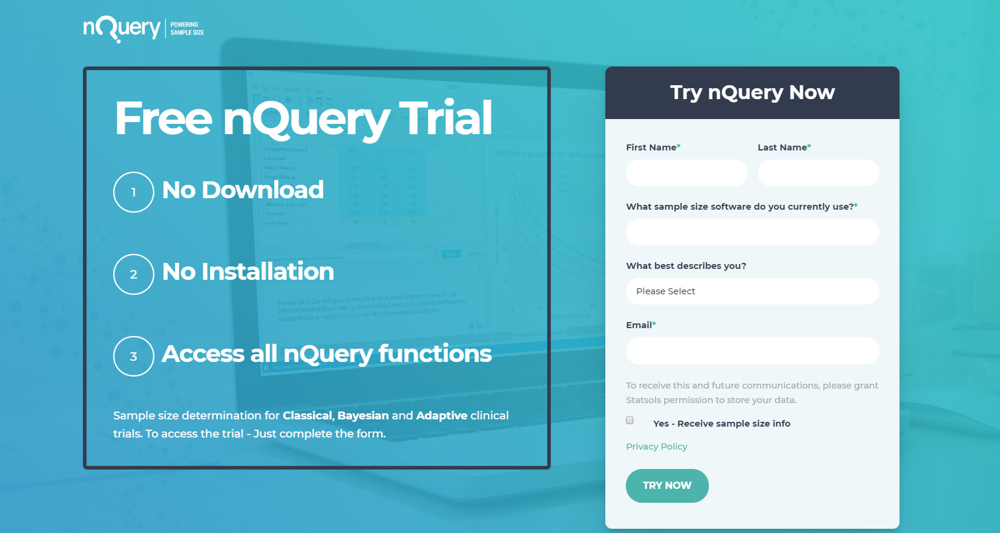 nQuery
POWERING
SAMPLE SIZE
Free nQuery Trial
1
No Download
2
No Installation
3
Access all nQuery functions
Sample size determination for Classical, Bayesian and Adaptive clinical
trials. To access the trial - Just complete the form.
Try nQuery Now
First Name* Last Name*
What sample size software do you currently use?*
What best describes you?
Please Select
Email*
To receive this and future communications, please grant
Statsols permission to store your data.
Yes - Receive sample size info
Privacy Policy
TRY NOW